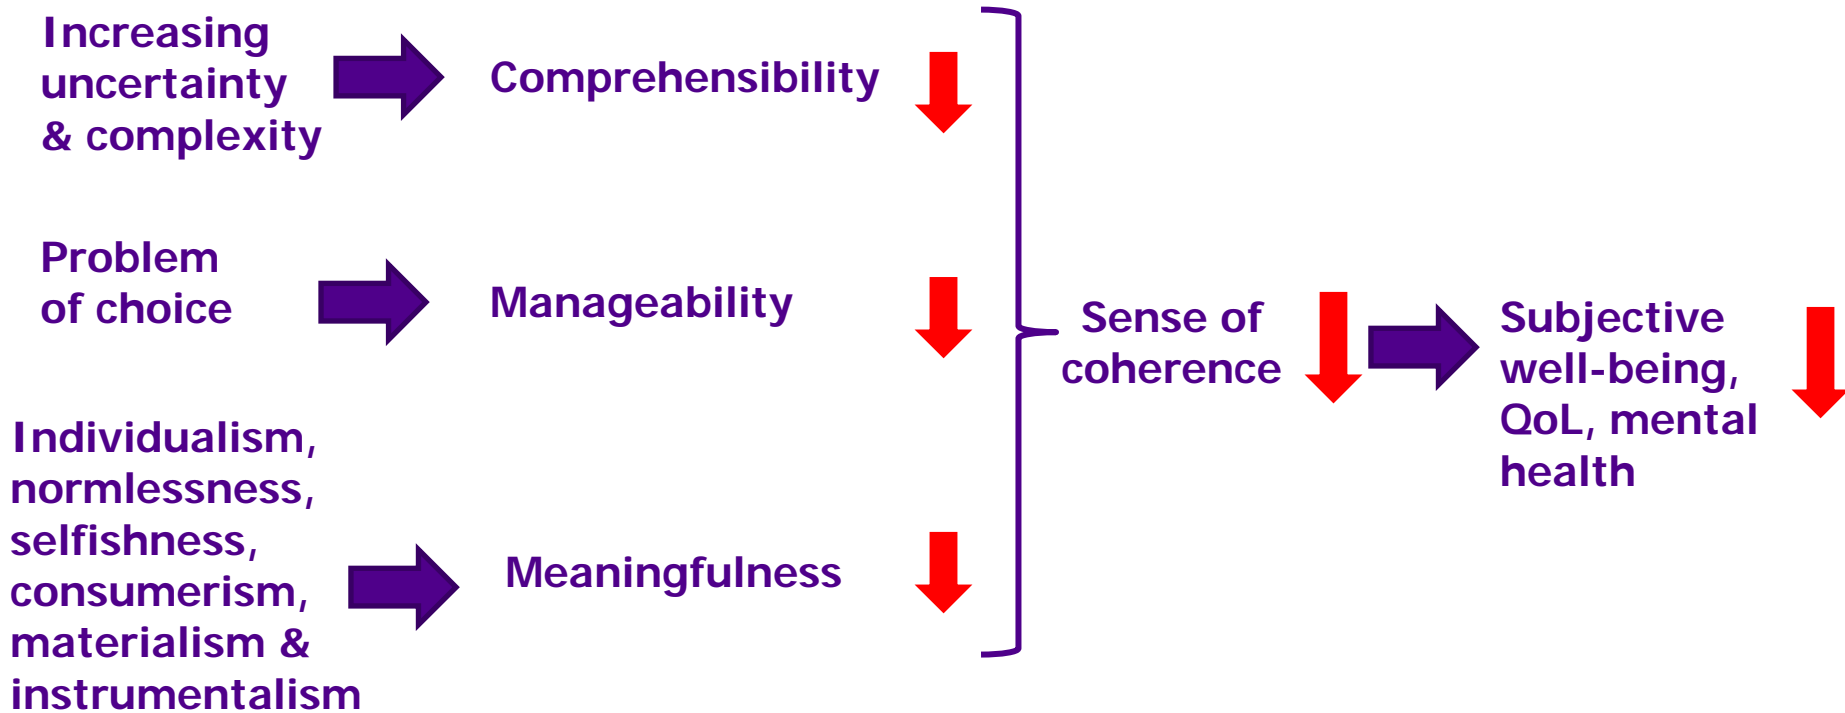 Increasing
uncertainty
& complexity
Comprehensibility
Problem
of choice
Manageability
Individualism,
normlessness,
selfishness,
consumerism,
materialism &
instrumentalism
Meaningfulness
Sense of
coherence
Subjective
well-being,
QoL, mental
health